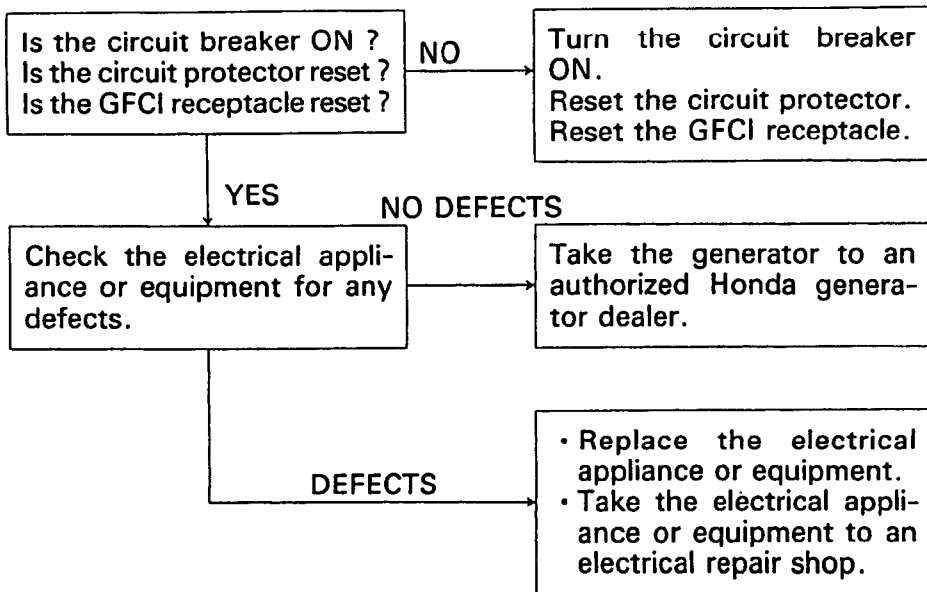 Is the circuit breaker ON ?
Is the circuit protector reset ?
Is the GFCI receptacle reset ?
NO
Turn the circuit breaker
ON.
Reset the circuit protector.
Reset the GFCI receptacle.
YES
NO DEFECTS
Check the electrical appli-
ance or equipment for any
defects.
Take the generator to an
authorized Honda genera-
tor dealer.
DEFECTS
· Replace the electrical
appliance or equipment.
· Take the electrical appli-
ance or equipment to an
electrical repair shop.